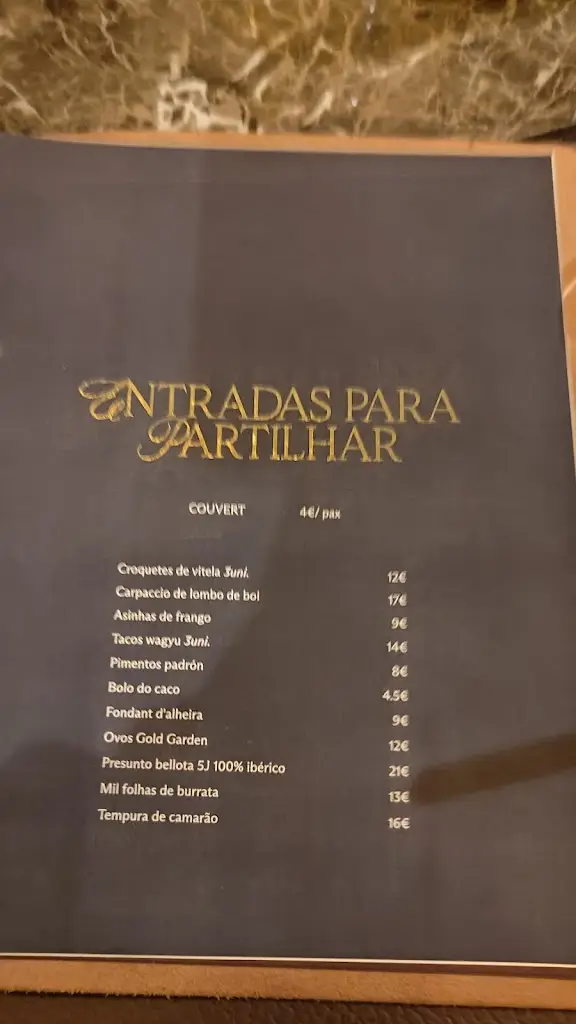 ENTRADAS PARA
PARTILHAR
COUVERT 4€/ pax
Croquetes de vitela 3uni. 12€
Carpaccio de lombo de boi 17€
Asinhas de frango 9€
Tacos wagyu 3uni. 14€
Pimentos padrón 8€
Bolo do caco 4.5€
Fondant d'alheira 9€
Ovos Gold Garden 12€
Presunto bellota 5J 100% ibérico 21€
Mil folhas de burrata 13€
Tempura de camarão 16€